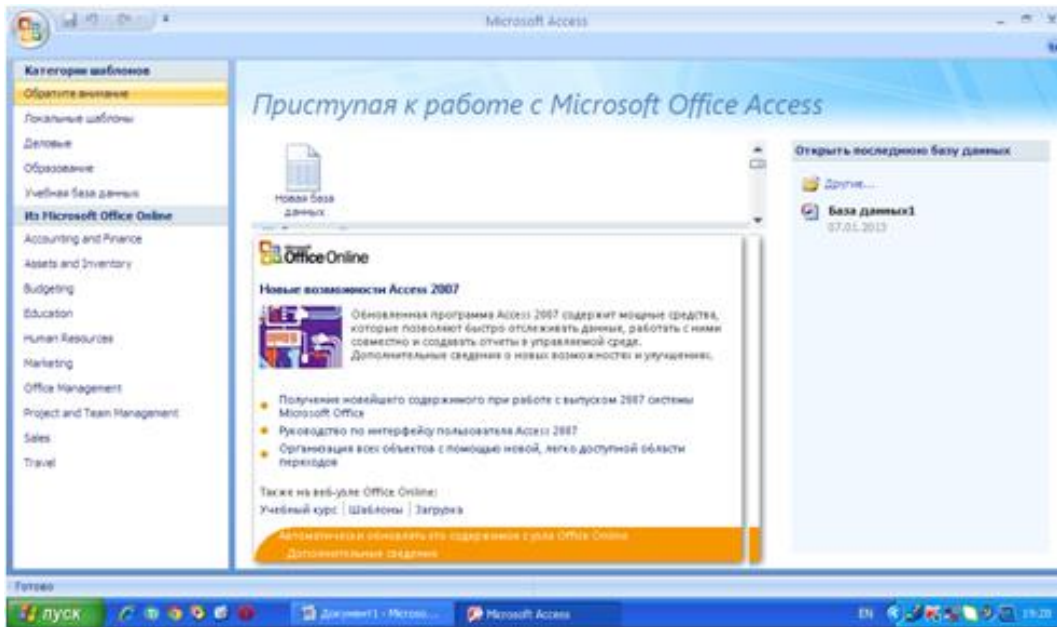 Microsoft Access
Категории шаблонов
Обратите внимание
Локальные шаблоны
Деловые
Образование
Учебная база данных
Из Microsoft Office Online
Accounting and Finance
Assets and Inventory
Budgeting
Education
Human Resources
Marketing
Office Management
Project and Team Management
Sales
Travel
Приступая к работе с Microsoft Office Access
Новая база
данных
Microsoft
Office Online
Новые возможности Access 2007
Обновленная программа Access 2007 содержит мощные средства,
которые позволяют быстро отслеживать данные, работать с ними
совместно и создавать отчеты в управляемой среде.
Дополнительные сведения о новых возможностях и улучшениях.
Получение новейшего содержимого при работе с выпуском 2007 системы
Microsoft Office
Руководство по интерфейсу пользователя Access 2007
Организация всех объектов с помощью новой, легко доступной области
переходов
Также на веб-узле Office Online:
Учебный курс | Шаблоны | Загрузка
Автоматически обновлять это содержимое с узла Office Online
Дополнительные сведения
Открыть последнюю базу данных
Другие...
База данных1
07.01.2013
Готово
пуск
Документ1 - Microso...
Microsoft Access
EN
19:28